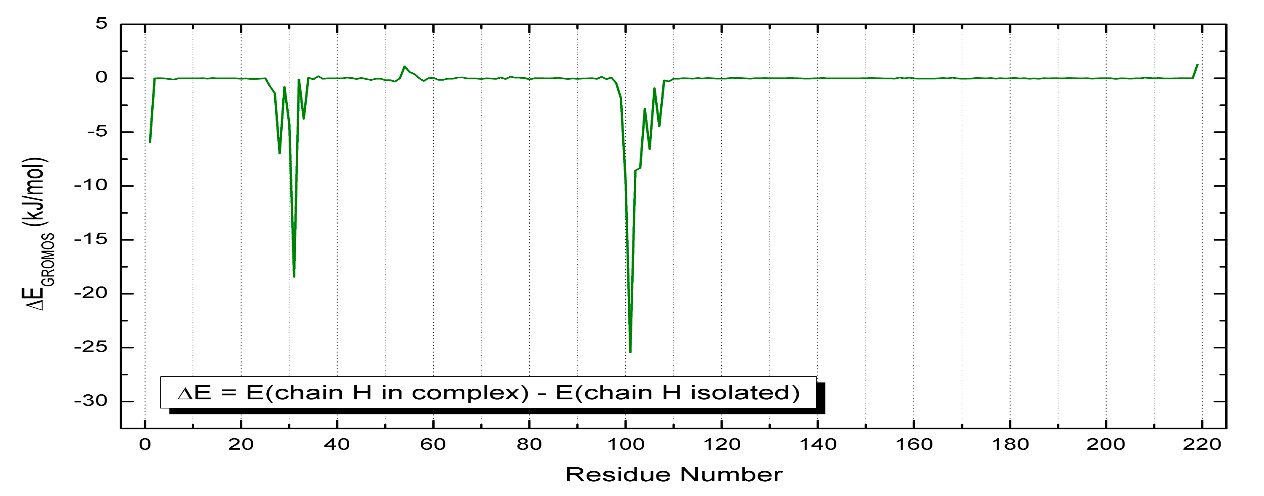 5
0
-5
-10
-15
-20
-25
-30
ΔE_GROMOS (kJ/mol)
ΔE = E(chain H in complex) - E(chain H isolated)
0 20 40 60 80 100 120 140 160 180 200 220
Residue Number